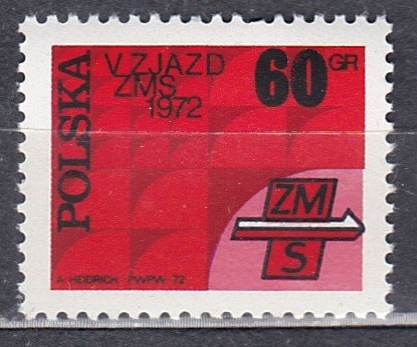 POLSKA
V ZJAZD
ZMS
1972
60 GR
ZM
S
A. HEIDRICH PWPW 72